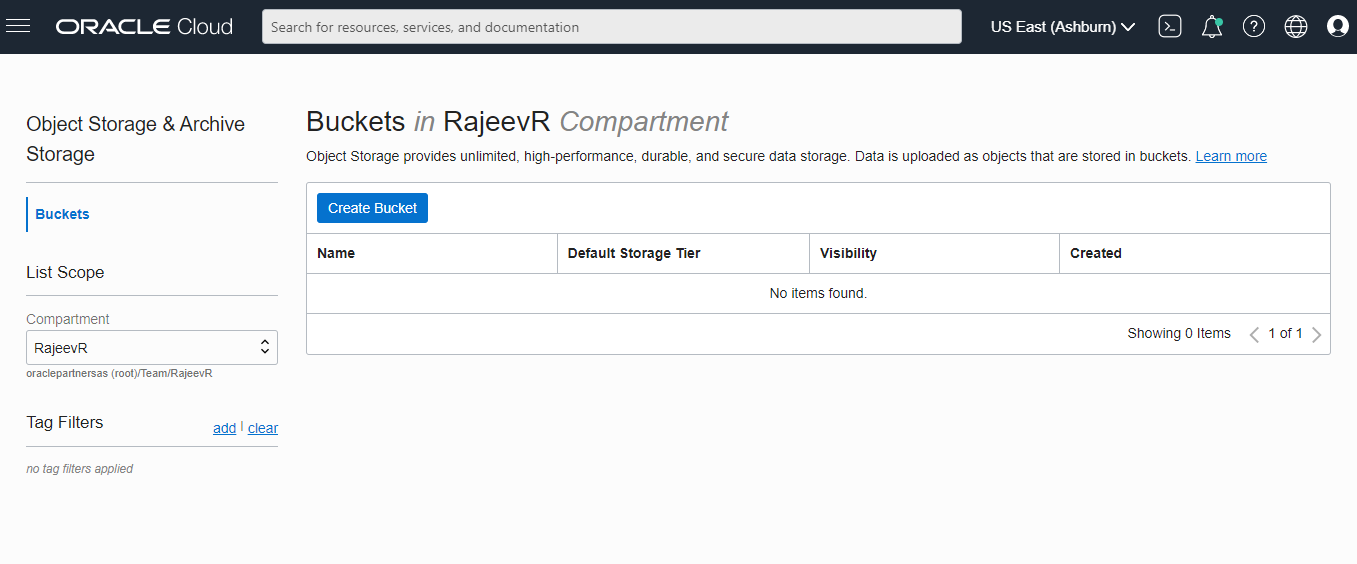 ORACLE Cloud
Search for resources, services, and documentation
US East (Ashburn)
Object Storage & Archive
Storage
Buckets
List Scope
Compartment
RajeevR
oraclepartnersas (root)/Team/RajeevR
Tag Filters
add | clear
no tag filters applied
Buckets in RajeevR Compartment
Object Storage provides unlimited, high-performance, durable, and secure data storage. Data is uploaded as objects that are stored in buckets. Learn more
Create Bucket
Name Default Storage Tier Visibility Created
No items found.
Showing 0 Items 1 of 1